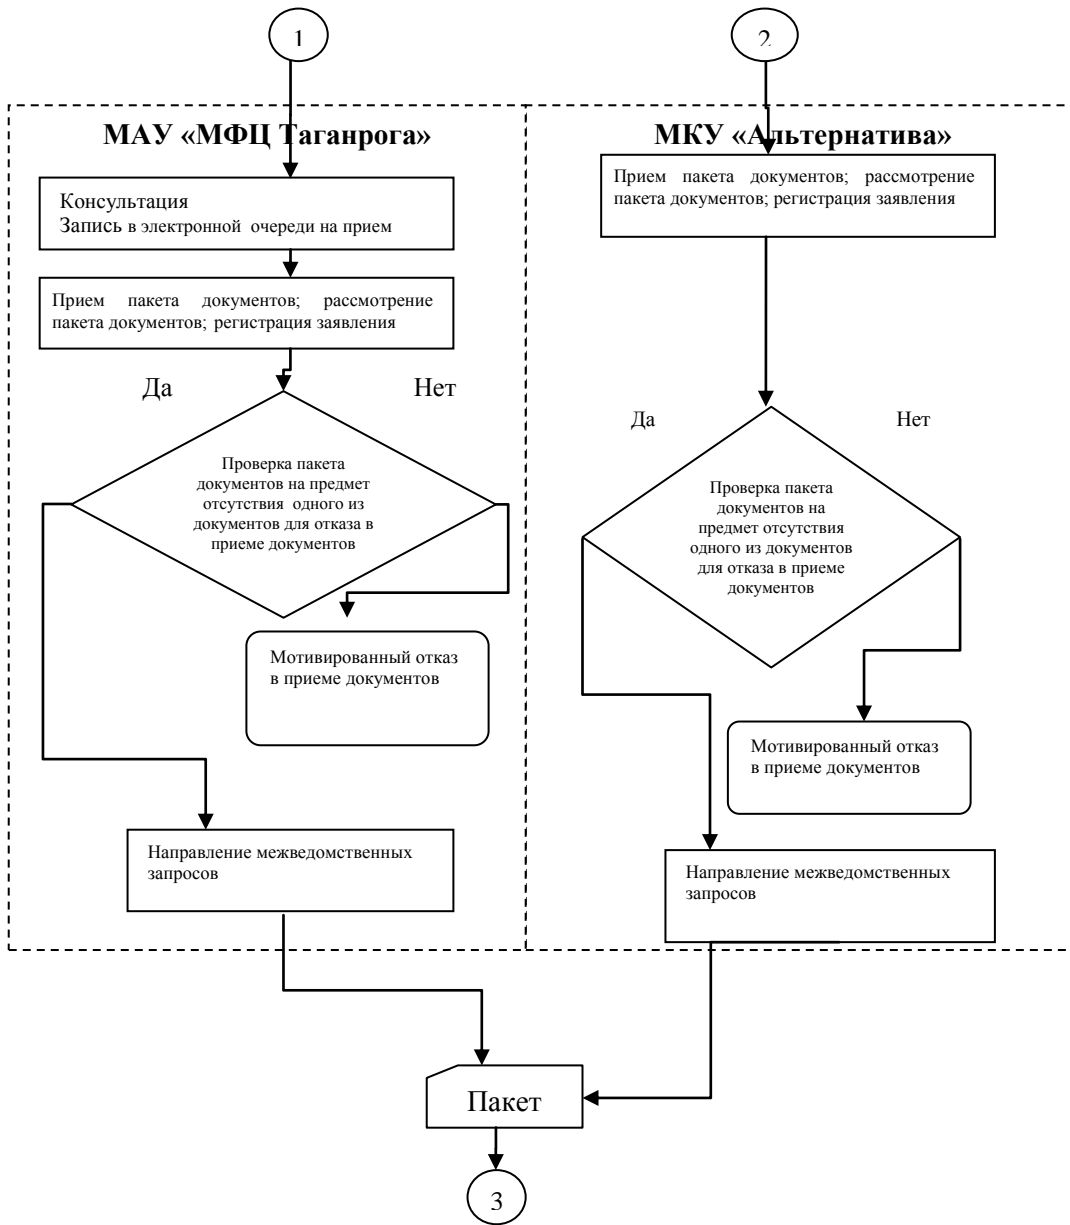 1
2
МАУ «МФЦ Таганрога»
Консультация
Запись в электронной очереди на прием
Прием пакета документов; рассмотрение
пакета документов; регистрация заявления
Да
Нет
Проверка пакета
документов на предмет
отсутствия одного из
документов для отказа в
приеме документов
Мотивированный отказ
в приеме документов
Направление межведомственных
запросов
МКУ «Альтернатива»
Прием пакета документов; рассмотрение
пакета документов; регистрация заявления
Да
Нет
Проверка пакета
документов на
предмет отсутствия
одного из документов
для отказа в приеме
документов
Мотивированный отказ
в приеме документов
Направление межведомственных
запросов
Пакет
3